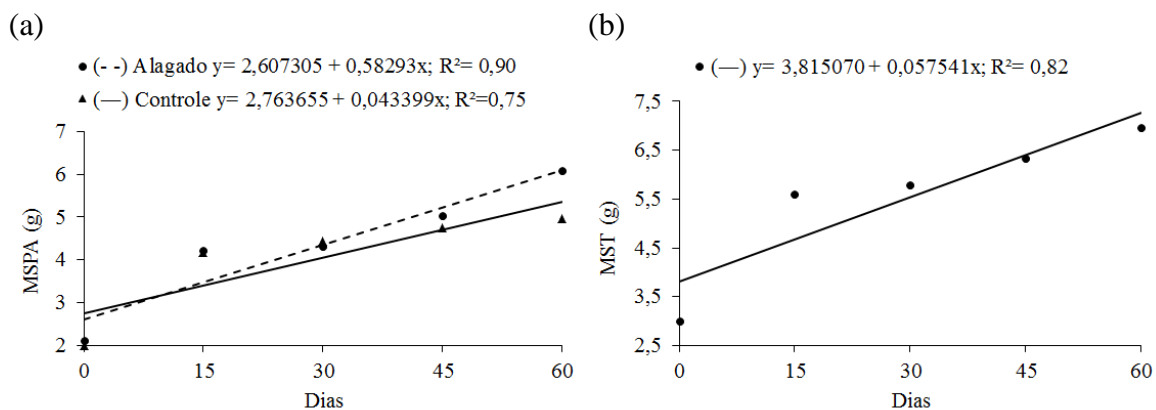 (a)
(- -) Alagado y= 2,607305 + 0,58293x; R²= 0,90
(—) Controle y= 2,763655 + 0,043399x; R²=0,75
7
6
5
4
3
2
MSPA (g)
0 15 30 45 60
Dias
(b)
(—) y= 3,815070 + 0,057541x; R²= 0,82
7,5
6,5
5,5
4,5
3,5
2,5
MST (g)
0 15 30 45 60
Dias